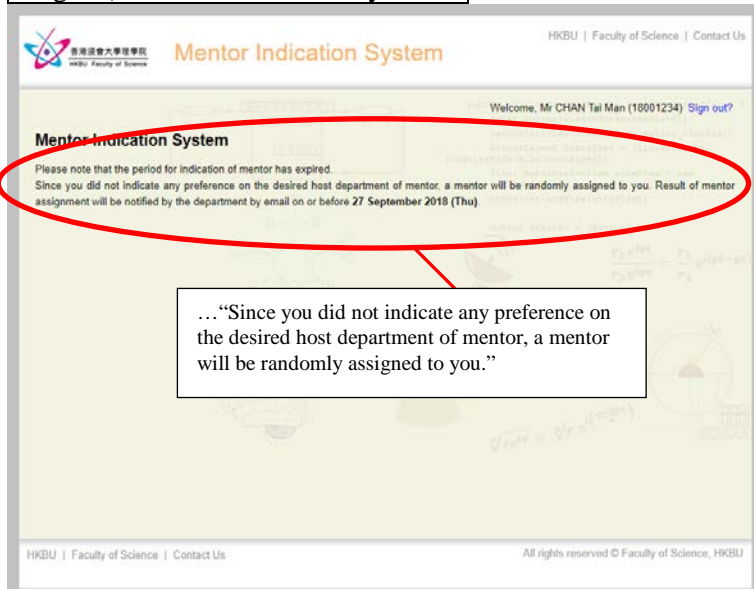 HKBU | Faculty of Science | Contact Us
香港浸會大學理學院
HKBU Faculty of Science
Mentor Indication System
Welcome, Mr CHAN Tai Man (18001234) Sign out?
Mentor Indication System
Please note that the period for indication of mentor has expired.
Since you did not indicate any preference on the desired host department of mentor, a mentor will be randomly assigned to you. Result of mentor
assignment will be notified by the department by email on or before 27 September 2018 (Thu).
…“Since you did not indicate any preference on
the desired host department of mentor, a mentor
will be randomly assigned to you.”
HKBU | Faculty of Science | Contact Us
All rights reserved © Faculty of Science, HKBU